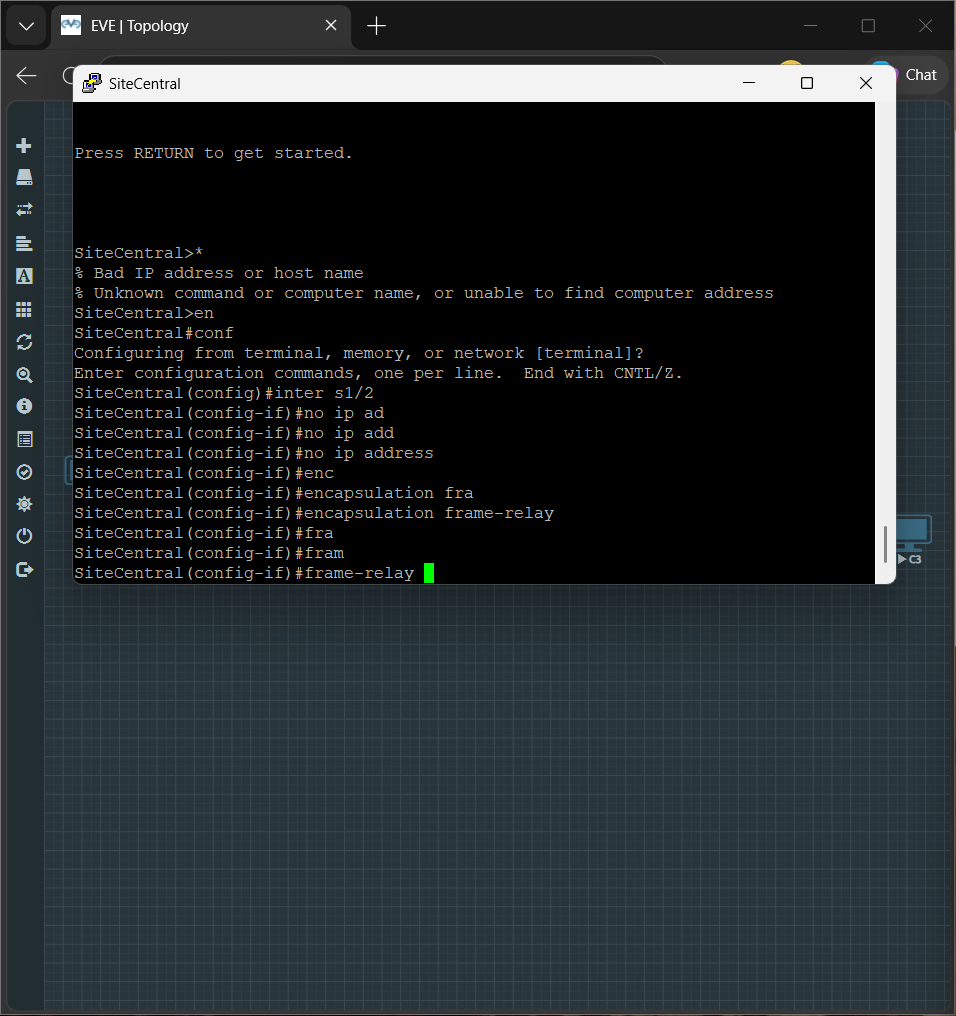 EVE | Topology
Chat
SiteCentral
Press RETURN to get started.
SiteCentral>*
% Bad IP address or host name
% Unknown command or computer name, or unable to find computer address
SiteCentral>en
SiteCentral#conf
Configuring from terminal, memory, or network [terminal]?
Enter configuration commands, one per line.  End with CNTL/Z.
SiteCentral(config)#inter s1/2
SiteCentral(config-if)#no ip ad
SiteCentral(config-if)#no ip add
SiteCentral(config-if)#no ip address
SiteCentral(config-if)#enc
SiteCentral(config-if)#encapsulation fra
SiteCentral(config-if)#encapsulation frame-relay
SiteCentral(config-if)#fra
SiteCentral(config-if)#fram
SiteCentral(config-if)#frame-relay
C3